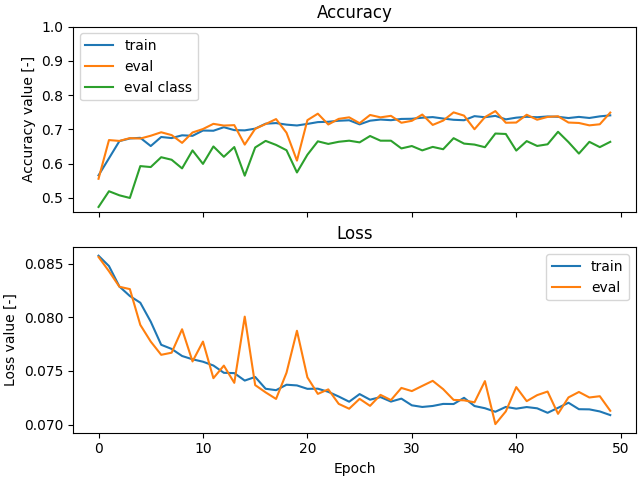 Accuracy
1.0
0.9
0.8
0.7
0.6
0.5
Accuracy value [-]
train
eval
eval class
Loss
0.085
0.080
0.075
0.070
Loss value [-]
train
eval
0 10 20 30 40 50
Epoch